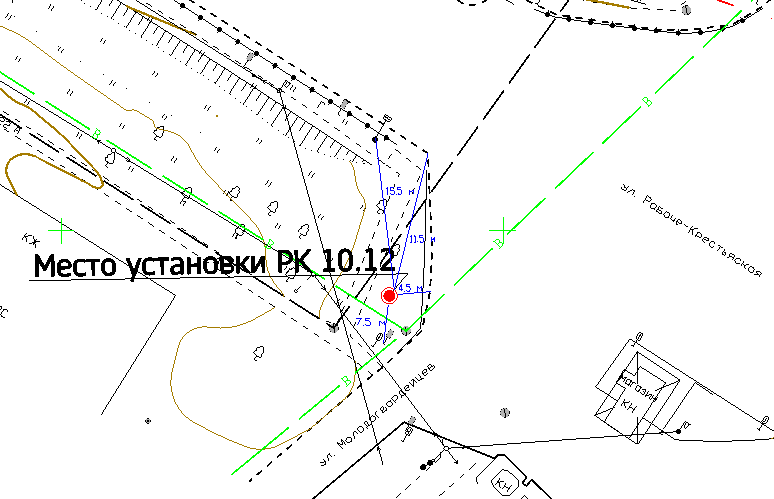 В
В
15.5 м
ул. Рабоче-Крестьяской
11.5 м
В
В
КЖ
Место установки РК 10.12
4.5 м
7.5 м
В
магазин
КН
ул. Молодогвардейцев
КН